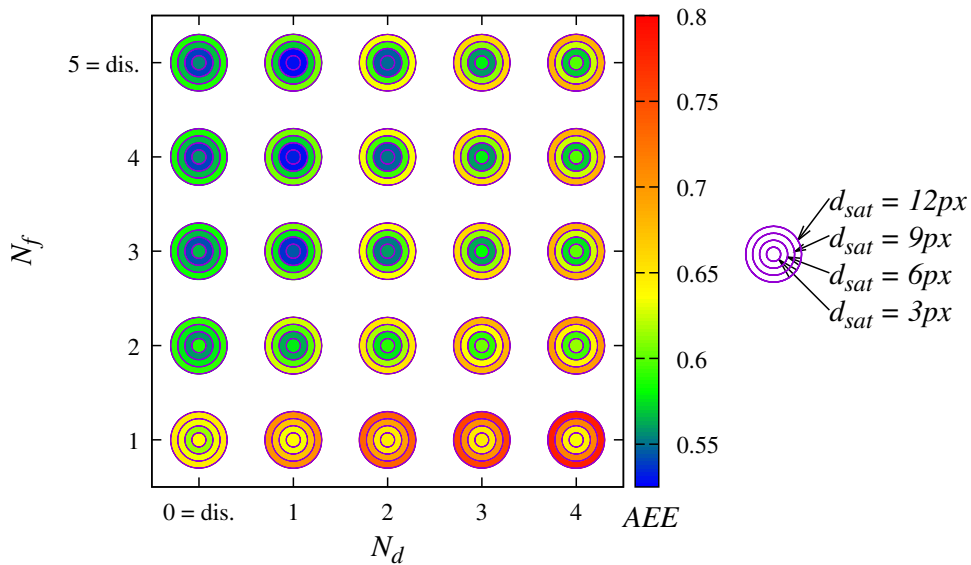 5 = dis.
4
3
2
1
N_f
0 = dis.
1
2
3
4
N_d
0.8
0.75
0.7
0.65
0.6
0.55
AEE
d_sat = 12px
d_sat = 9px
d_sat = 6px
d_sat = 3px